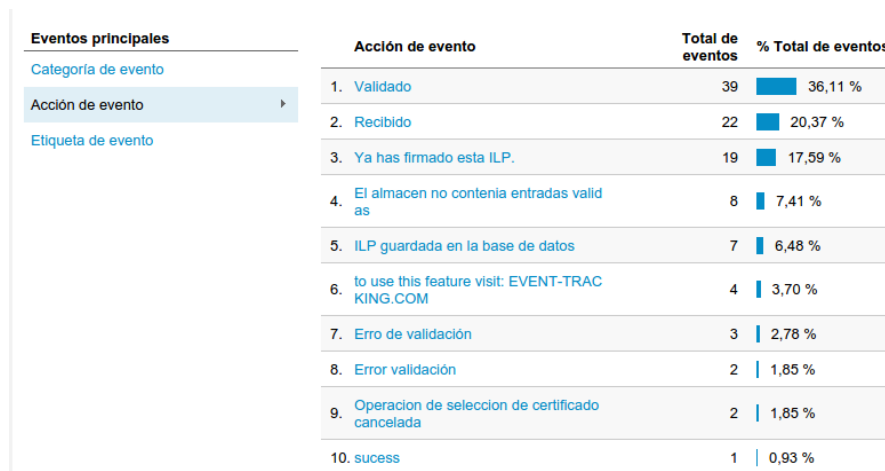 Eventos principales
Categoría de evento
Acción de evento
Etiqueta de evento
Acción de evento Total de eventos % Total de eventos
1. Validado 39 36,11 %
2. Recibido 22 20,37 %
3. Ya has firmado esta ILP. 19 17,59 %
4. El almacen no contenia entradas valid
as 8 7,41 %
5. ILP guardada en la base de datos 7 6,48 %
6. to use this feature visit: EVENT-TRAC
KING.COM 4 3,70 %
7. Erro de validación 3 2,78 %
8. Error validación 2 1,85 %
9. Operacion de seleccion de certificado
cancelada 2 1,85 %
10. sucess 1 0,93 %